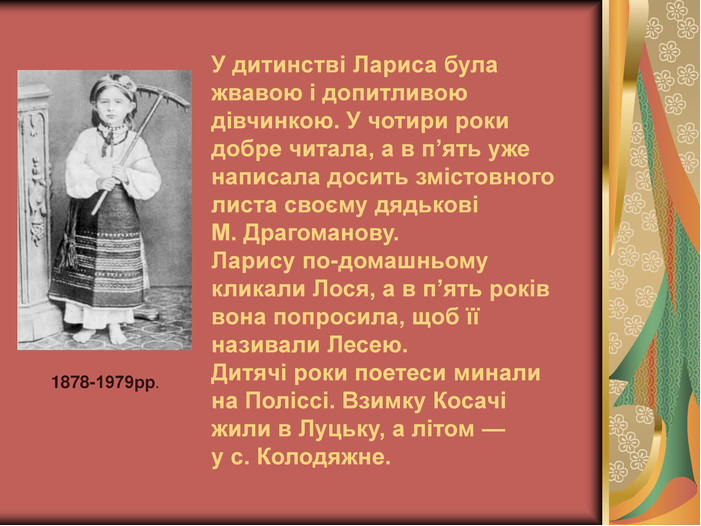 У дитинстві Лариса була
жвавою і допитливою
дівчинкою. У чотири роки
добре читала, а в п’ять уже
написала досить змістовного
листа своєму дядькові
М. Драгоманову.
Ларису по-домашньому
кликали Лося, а в п’ять років
вона попросила, щоб її
називали Лесею.
Дитячі роки поетеси минали
на Поліссі. Взимку Косачі
жили в Луцьку, а літом —
у с. Колодяжне.
1878-1979рр.